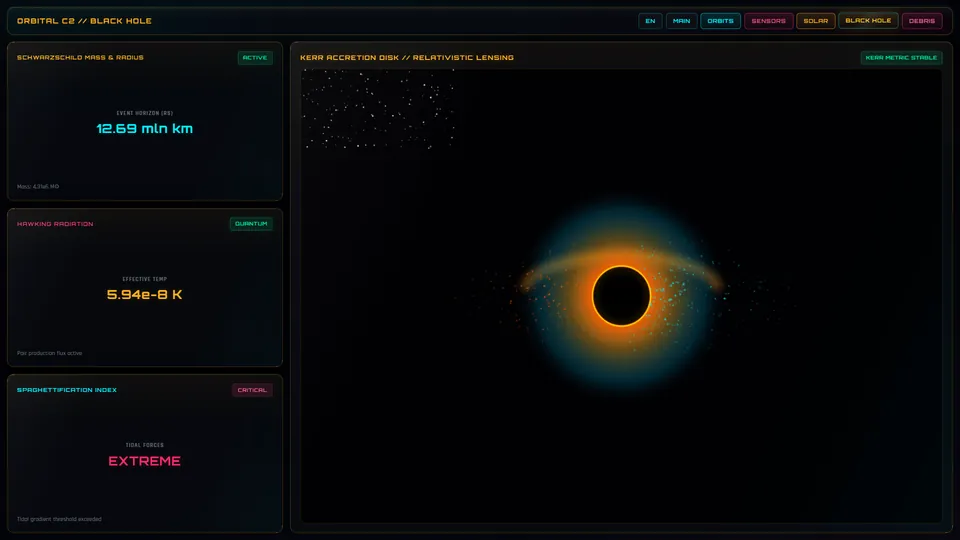 ORBITAL C2 // BLACK HOLE
EN
MAIN
ORBITS
SENSORS
SOLAR
BLACK HOLE
DEBRIS
SCHWARZSCHILD MASS & RADIUS
ACTIVE
EVENT HORIZON (RS)
12.69 mln km
HAWKING RADIATION
QUANTUM
EFFECTIVE TEMP
5.94e-8 K
Pair production flux active
SPAGHETTIFICATION INDEX
CRITICAL
TIDAL FORCES
EXTREME
Tidal gradient threshold exceeded
KERR ACCRETION DISK // RELATIVISTIC LENSING
KERR METRIC STABLE